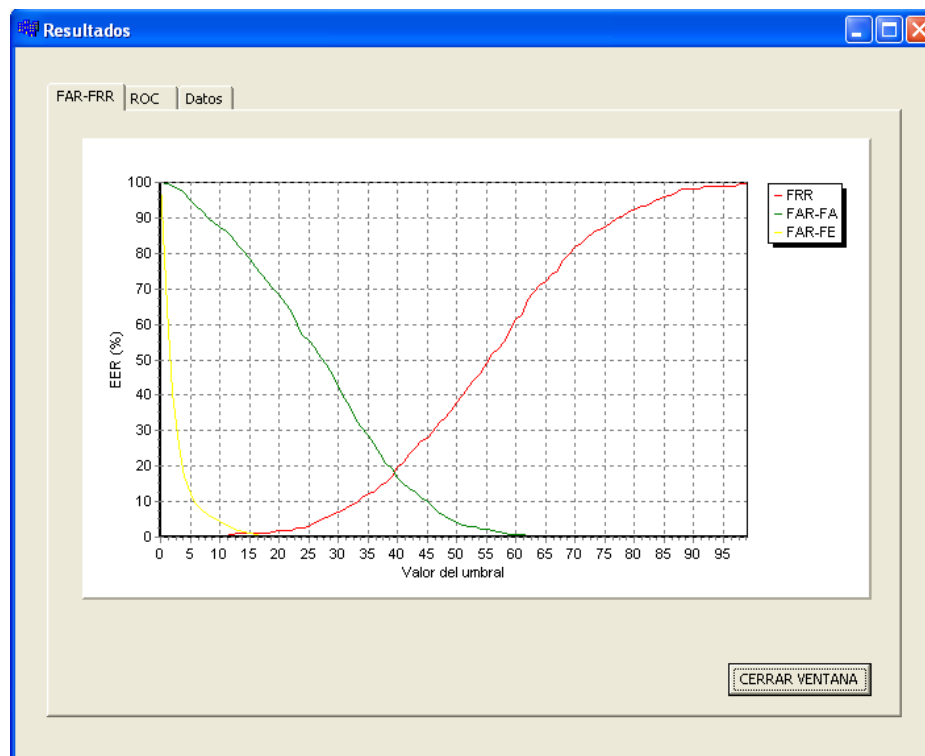 Resultados
FAR-FRR ROC Datos
100
90
80
70
60
50
40
30
20
10
0
EER (%)
0 5 10 15 20 25 30 35 40 45 50 55 60 65 70 75 80 85 90 95
Valor del umbral
FRR
FAR-FA
FAR-FE
CERRAR VENTANA